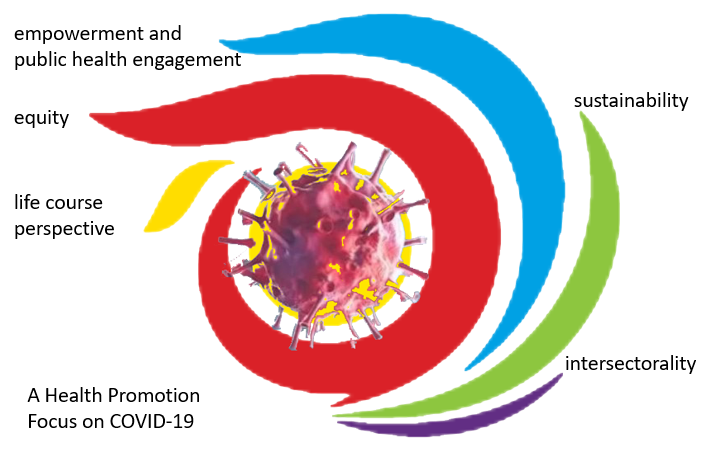 empowerment and
public health engagement
equity
sustainability
life course
perspective
intersectorality
A Health Promotion
Focus on COVID-19